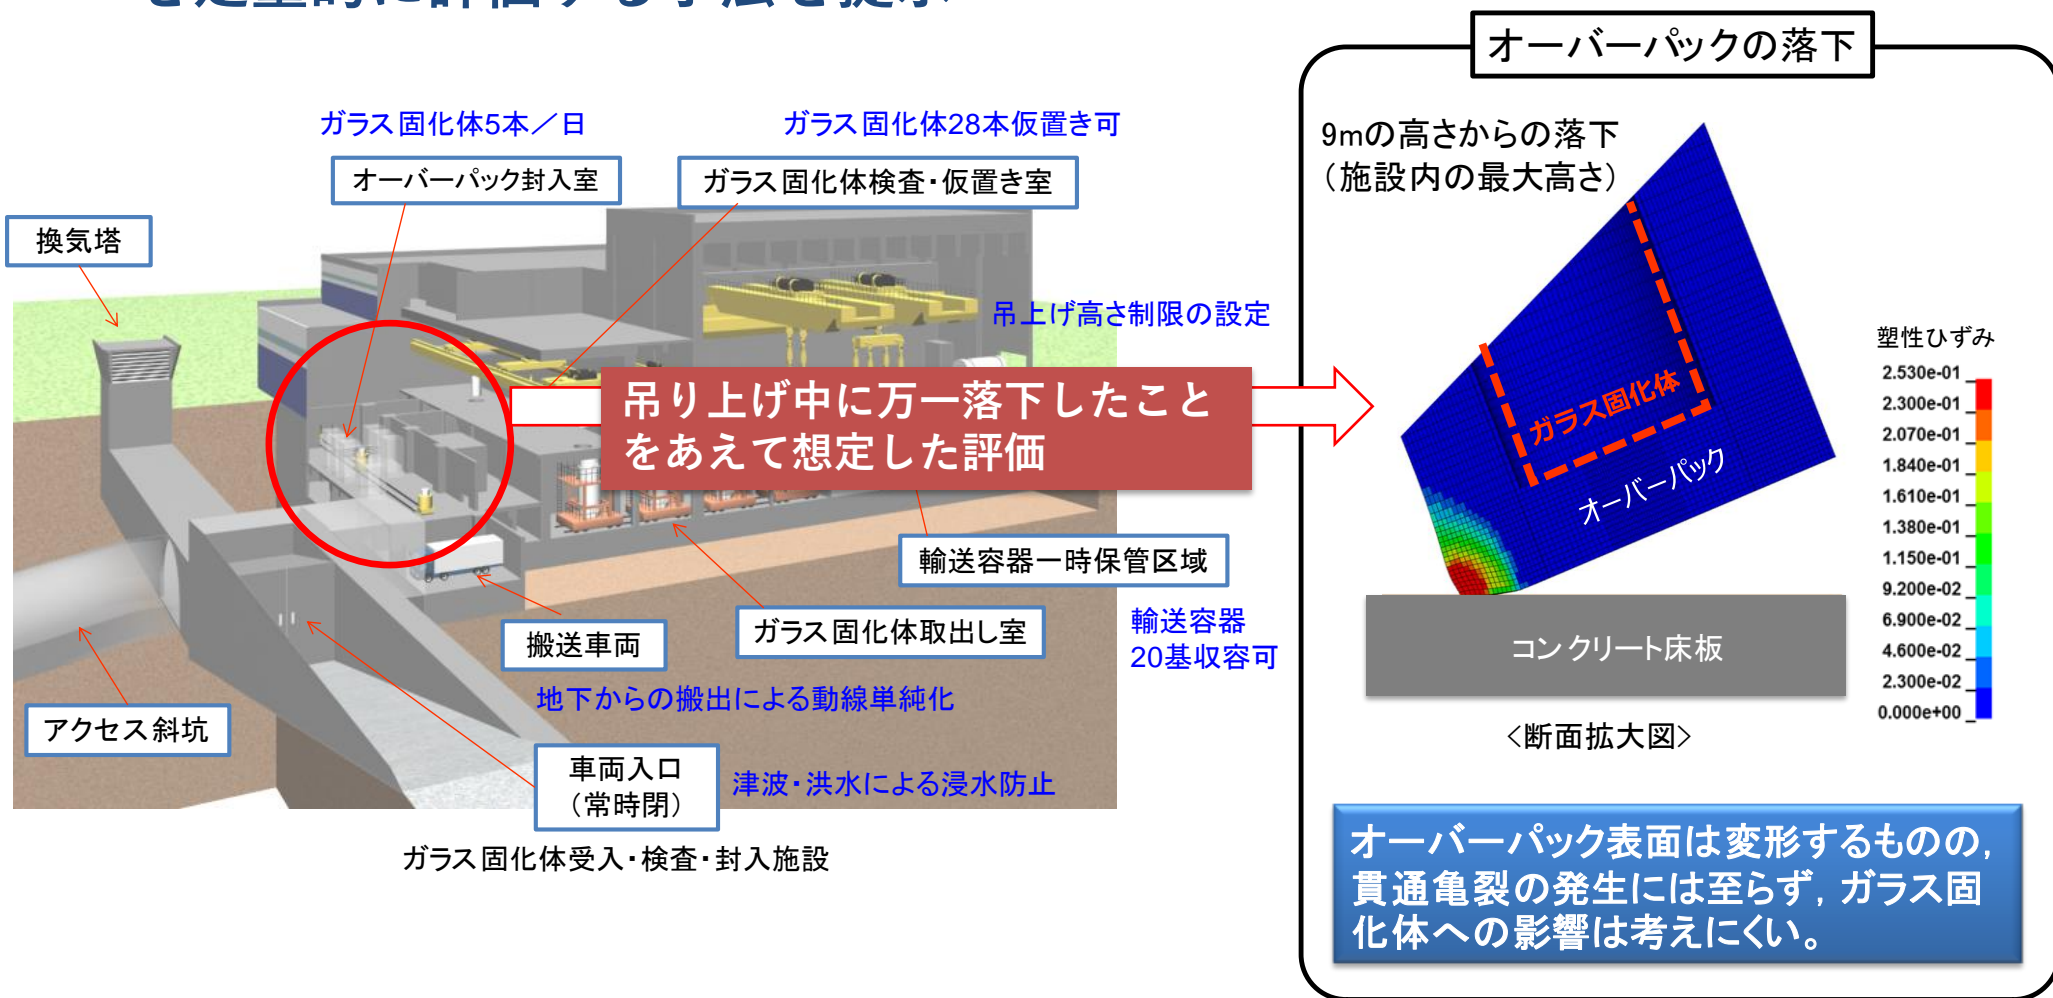 を定量的に評価する手法を提示
オーバーパックの落下
ガラス固化体5本／日
ガラス固化体28本仮置き可
オーバーパック封入室
ガラス固化体検査・仮置き室
換気塔
吊上げ高さ制限の設定
吊り上げ中に万一落下したこと
をあえて想定した評価
輸送容器一時保管区域
輸送容器
20基収容可
ガラス固化体取出し室
搬送車両
地下からの搬出による動線単純化
アクセス斜坑
車両入口
（常時閉）
津波・洪水による浸水防止
ガラス固化体受入・検査・封入施設
9mの高さからの落下
（施設内の最大高さ）
ガラス固化体
オーバーパック
コンクリート床板
＜断面拡大図＞
塑性ひずみ
2.530e-01
2.300e-01
2.070e-01
1.840e-01
1.610e-01
1.380e-01
1.150e-01
9.200e-02
6.900e-02
4.600e-02
2.300e-02
0.000e+00
オーバーパック表面は変形するものの，
貫通亀裂の発生には至らず，ガラス固
化体への影響は考えにくい。